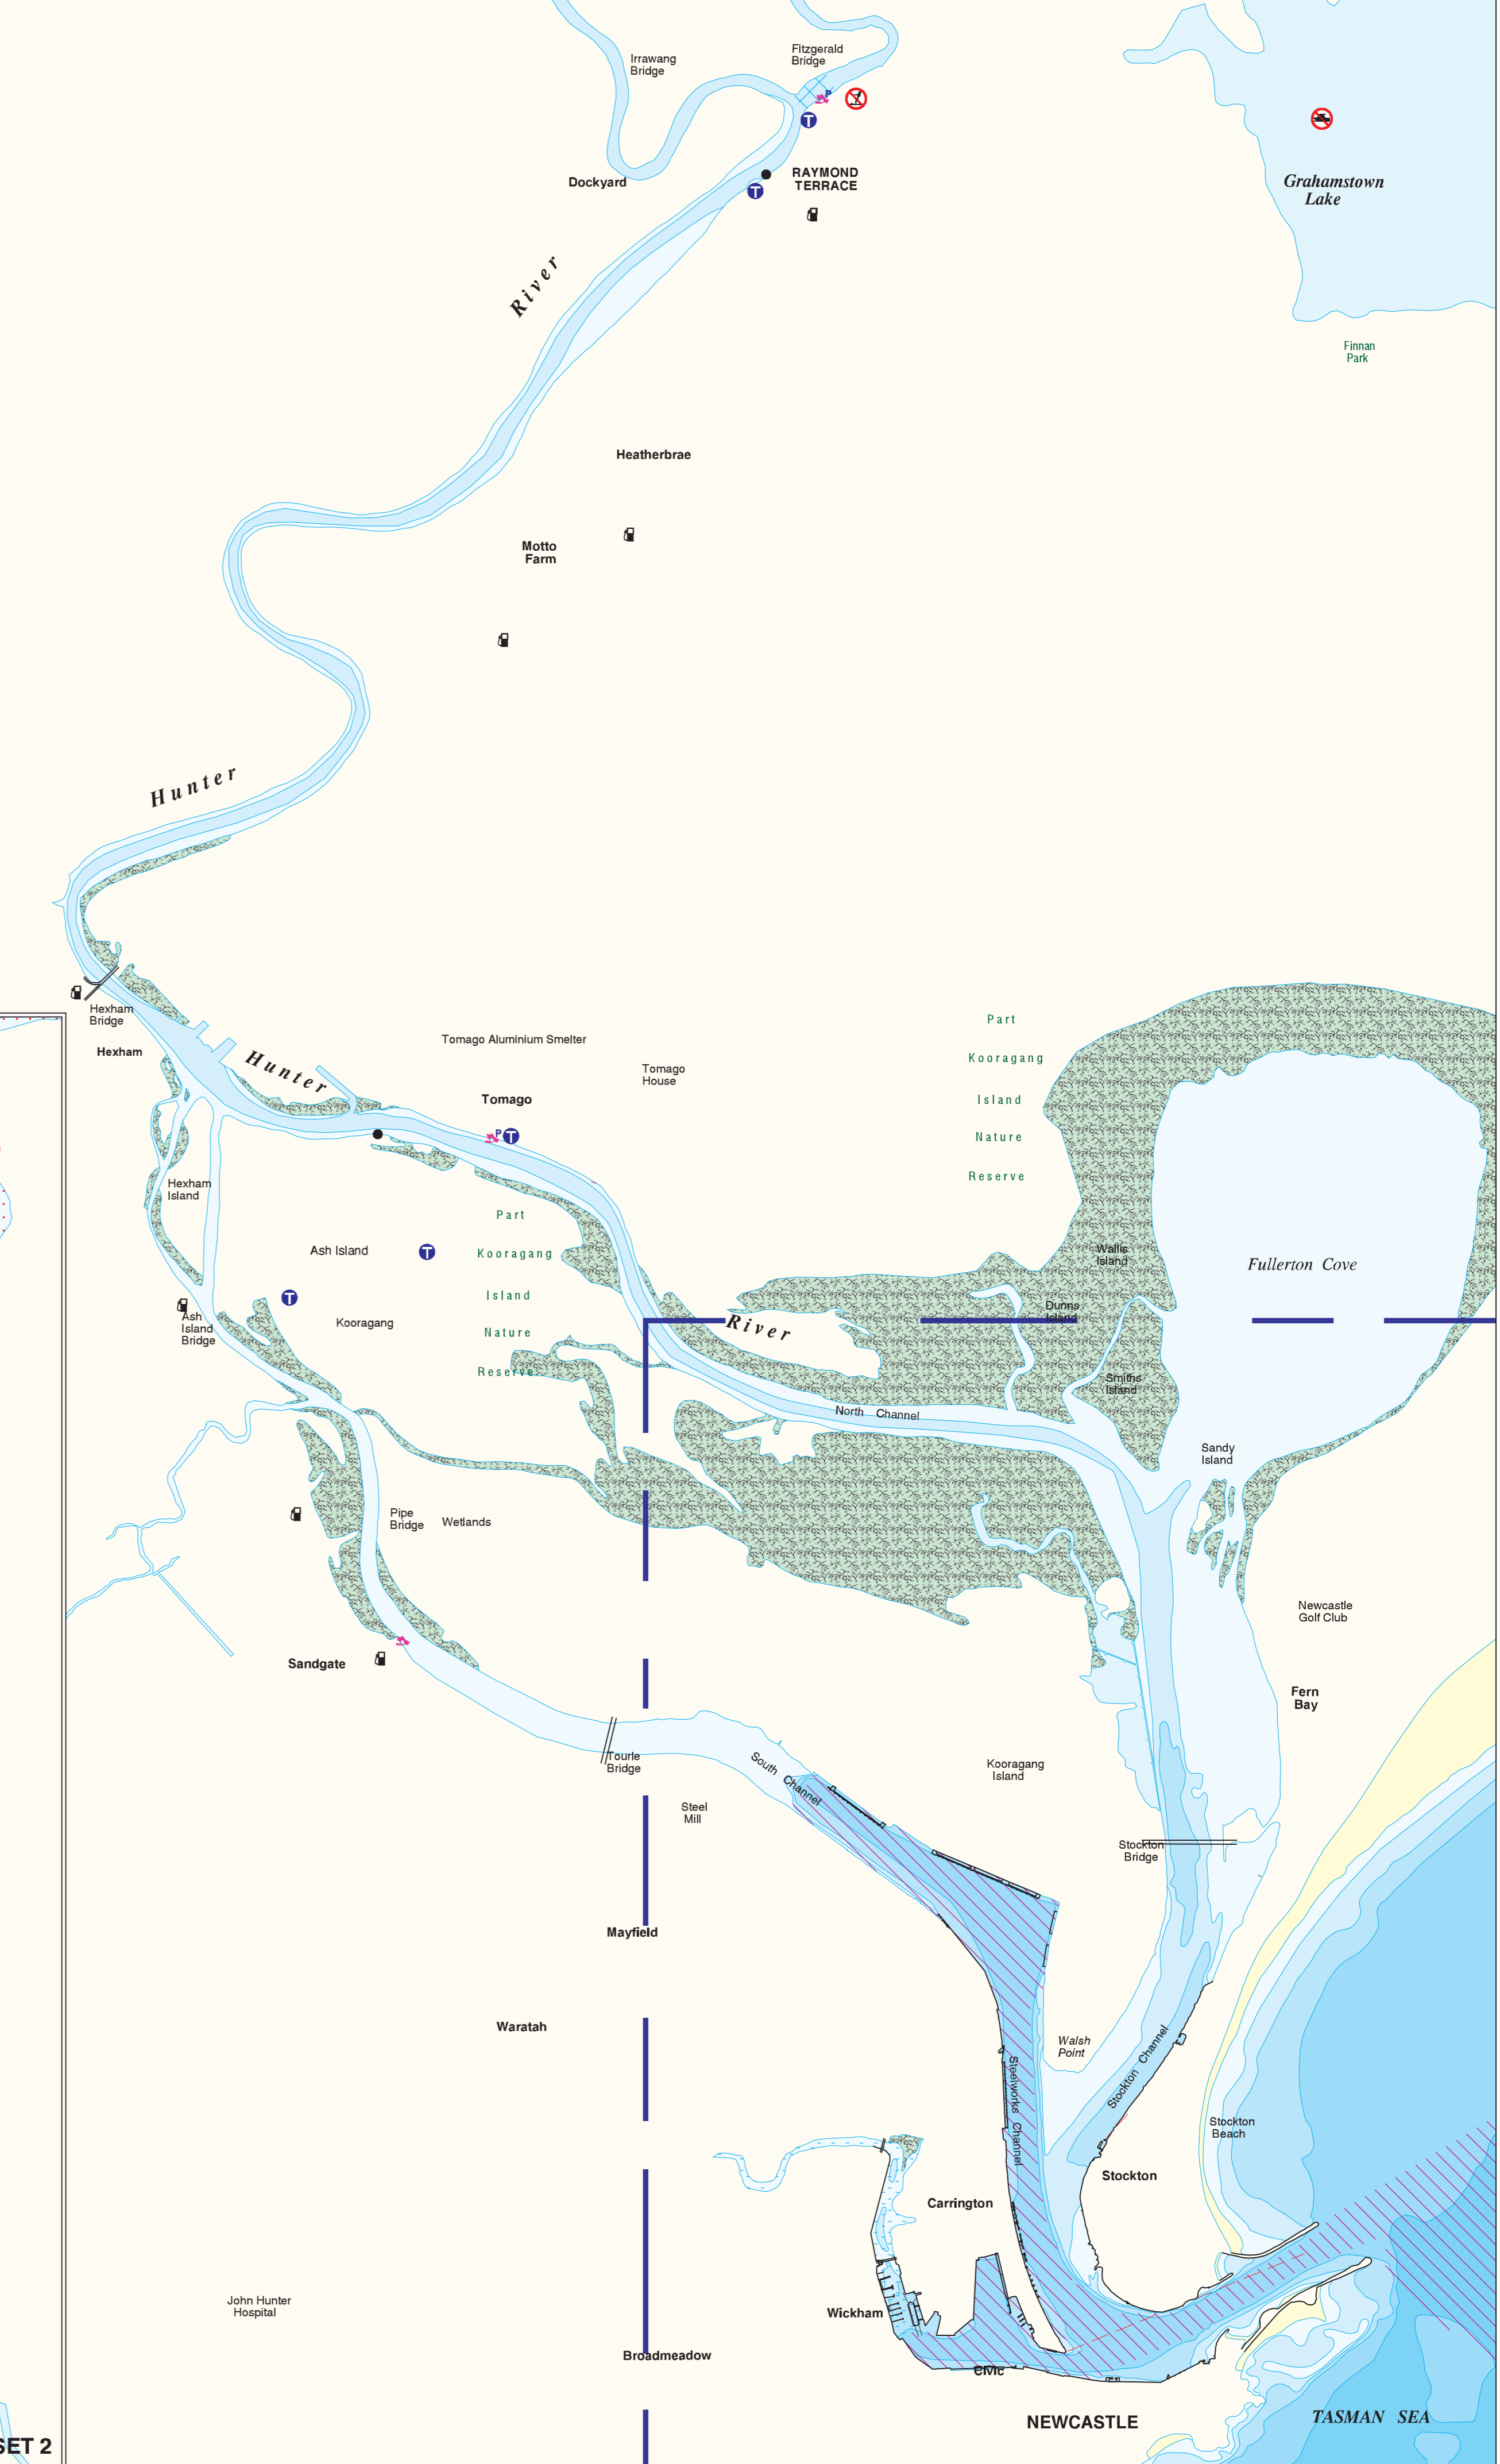 Irrawang
Bridge
Fitzgerald
Bridge
P
T
Dockyard
RAYMOND
TERRACE
T
Grahamstown
Lake
River
Finnan
Park
Heatherbrae
Motto
Farm
Hunter
Hexham
Bridge
Hexham
Hunter
Tomago Aluminium Smelter
Tomago
House
Tomago
P
T
Part
Kooragang
Island
Nature
Reserve
Hexham
Island
Ash Island
T
T
Ash
Island
Bridge
Kooragang
Part
Kooragang
Island
Nature
Reserve
Wallis
Island
Fullerton Cove
Dunns
Island
River
Smiths
Island
North Channel
Sandy
Island
Pipe
Bridge
Wetlands
Newcastle
Golf Club
Sandgate
Fern
Bay
Tourle
Bridge
South Channel
Kooragang
Island
Steel
Mill
Stockton
Bridge
Mayfield
Waratah
Walsh
Point
Stockton Channel
Steelworks Channel
Stockton
Beach
Stockton
Carrington
John Hunter
Hospital
Wickham
Broadmeadow
Civic
NEWCASTLE
TASMAN SEA
SET 2